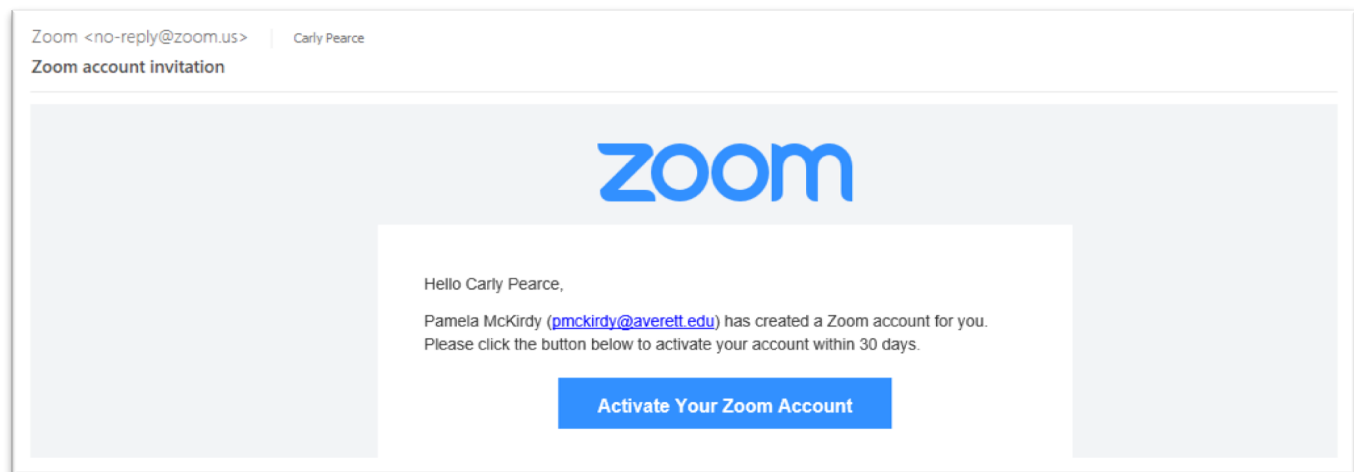 Zoom <no-reply@zoom.us> Carly Pearce
Zoom account invitation
zoom
Hello Carly Pearce,
Pamela McKirdy (pmckirdy@averett.edu) has created a Zoom account for you.
Please click the button below to activate your account within 30 days.
Activate Your Zoom Account